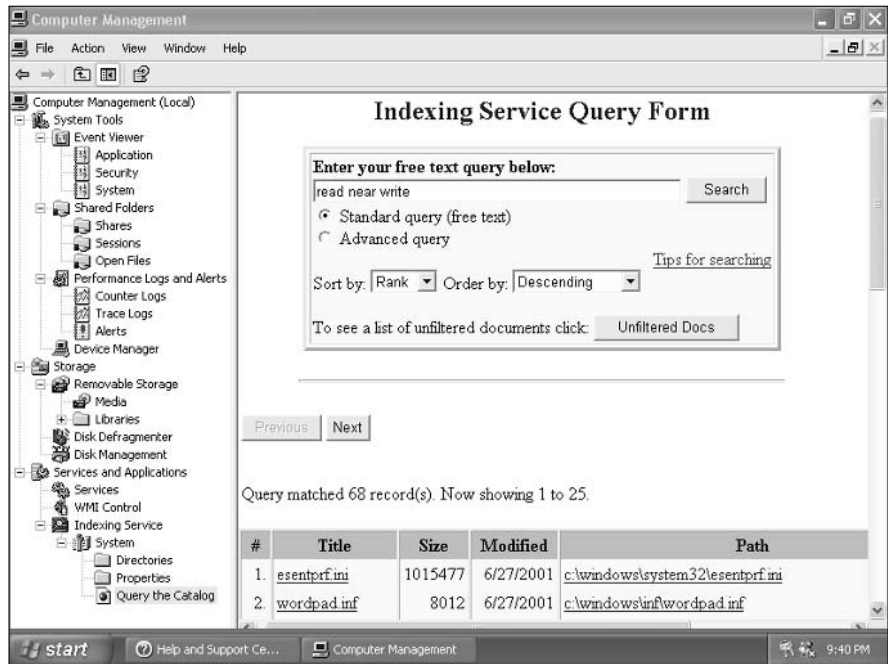 Computer Management
File Action View Window Help
Computer Management (Local)
System Tools
Event Viewer
Application
Security
System
Shared Folders
Shares
Sessions
Open Files
Performance Logs and Alerts
Counter Logs
Trace Logs
Alerts
Device Manager
Storage
Removable Storage
Media
Libraries
Disk Defragmenter
Disk Management
Services and Applications
Services
WMI Control
Indexing Service
System
Directories
Properties
Query the Catalog
Indexing Service Query Form
Enter your free text query below:
read near write Search
Standard query (free text)
Advanced query
Tips for searching
Sort by: Rank Order by: Descending
To see a list of unfiltered documents click: Unfiltered Docs
Previous Next
Query matched 68 record(s). Now showing 1 to 25.
# Title Size Modified Path
1. esentprf.ini 1015477 6/27/2001 c:\windows\system32\esentprf.ini
2. wordpad.inf 8012 6/27/2001 c:\windows\inf\wordpad.inf
start Help and Support Ce... Computer Management 9:40 PM